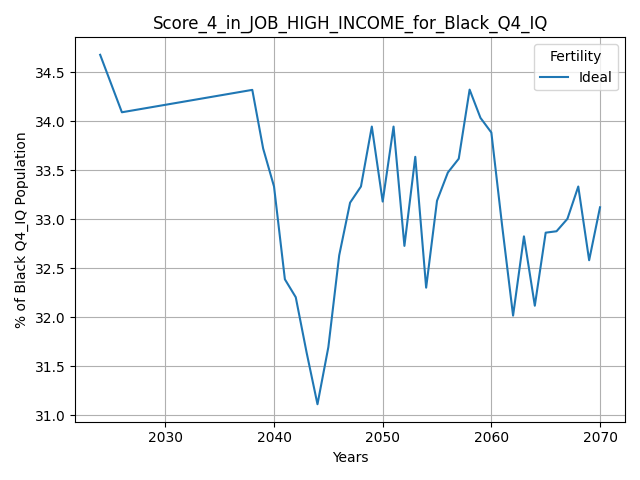 Score_4_in_JOB_HIGH_INCOME_for_Black_Q4_IQ
Fertility
Ideal
% of Black Q4_IQ Population
34.5
34.0
33.5
33.0
32.5
32.0
31.5
31.0
2030 2040 2050 2060 2070
Years